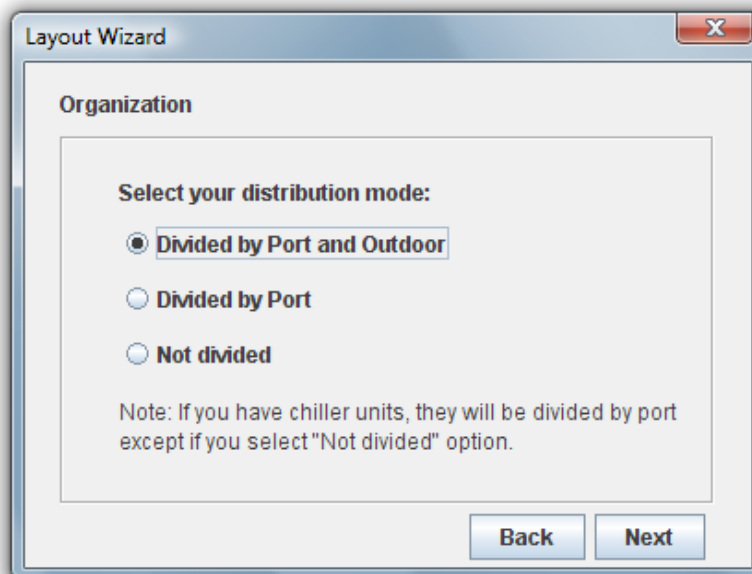 Layout Wizard
Organization
Select your distribution mode:
Divided by Port and Outdoor
Divided by Port
Not divided
Note: If you have chiller units, they will be divided by port
except if you select "Not divided" option.
Back
Next